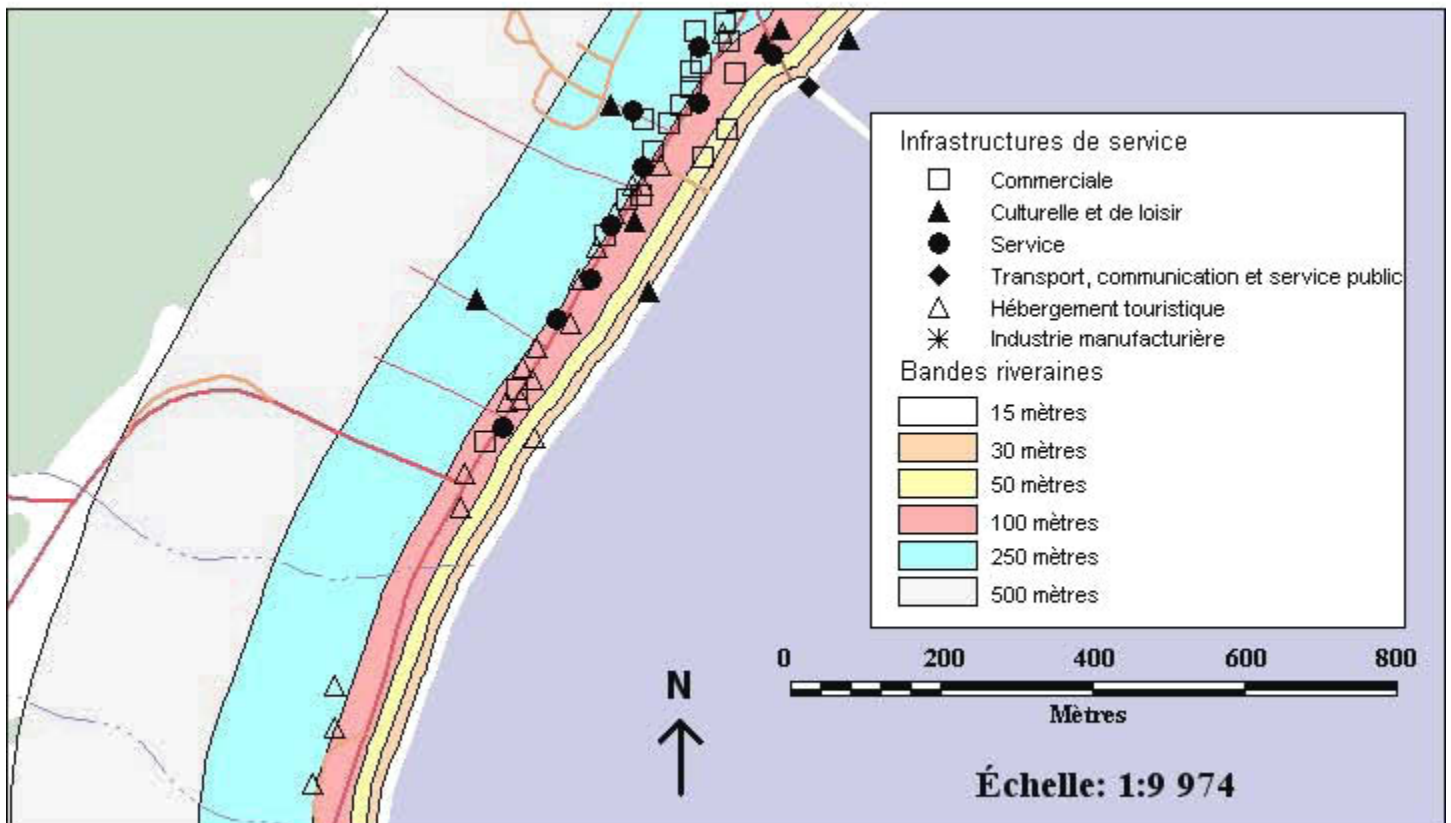 Infrastructures de service
Commerciale
Culturelle et de loisir
Service
Transport, communication et service public
Hébergement touristique
Industrie manufacturière
Bandes riveraines
15 mètres
30 mètres
50 mètres
100 mètres
250 mètres
500 mètres
0 200 400 600 800
Mètres
N
Échelle: 1:9 974